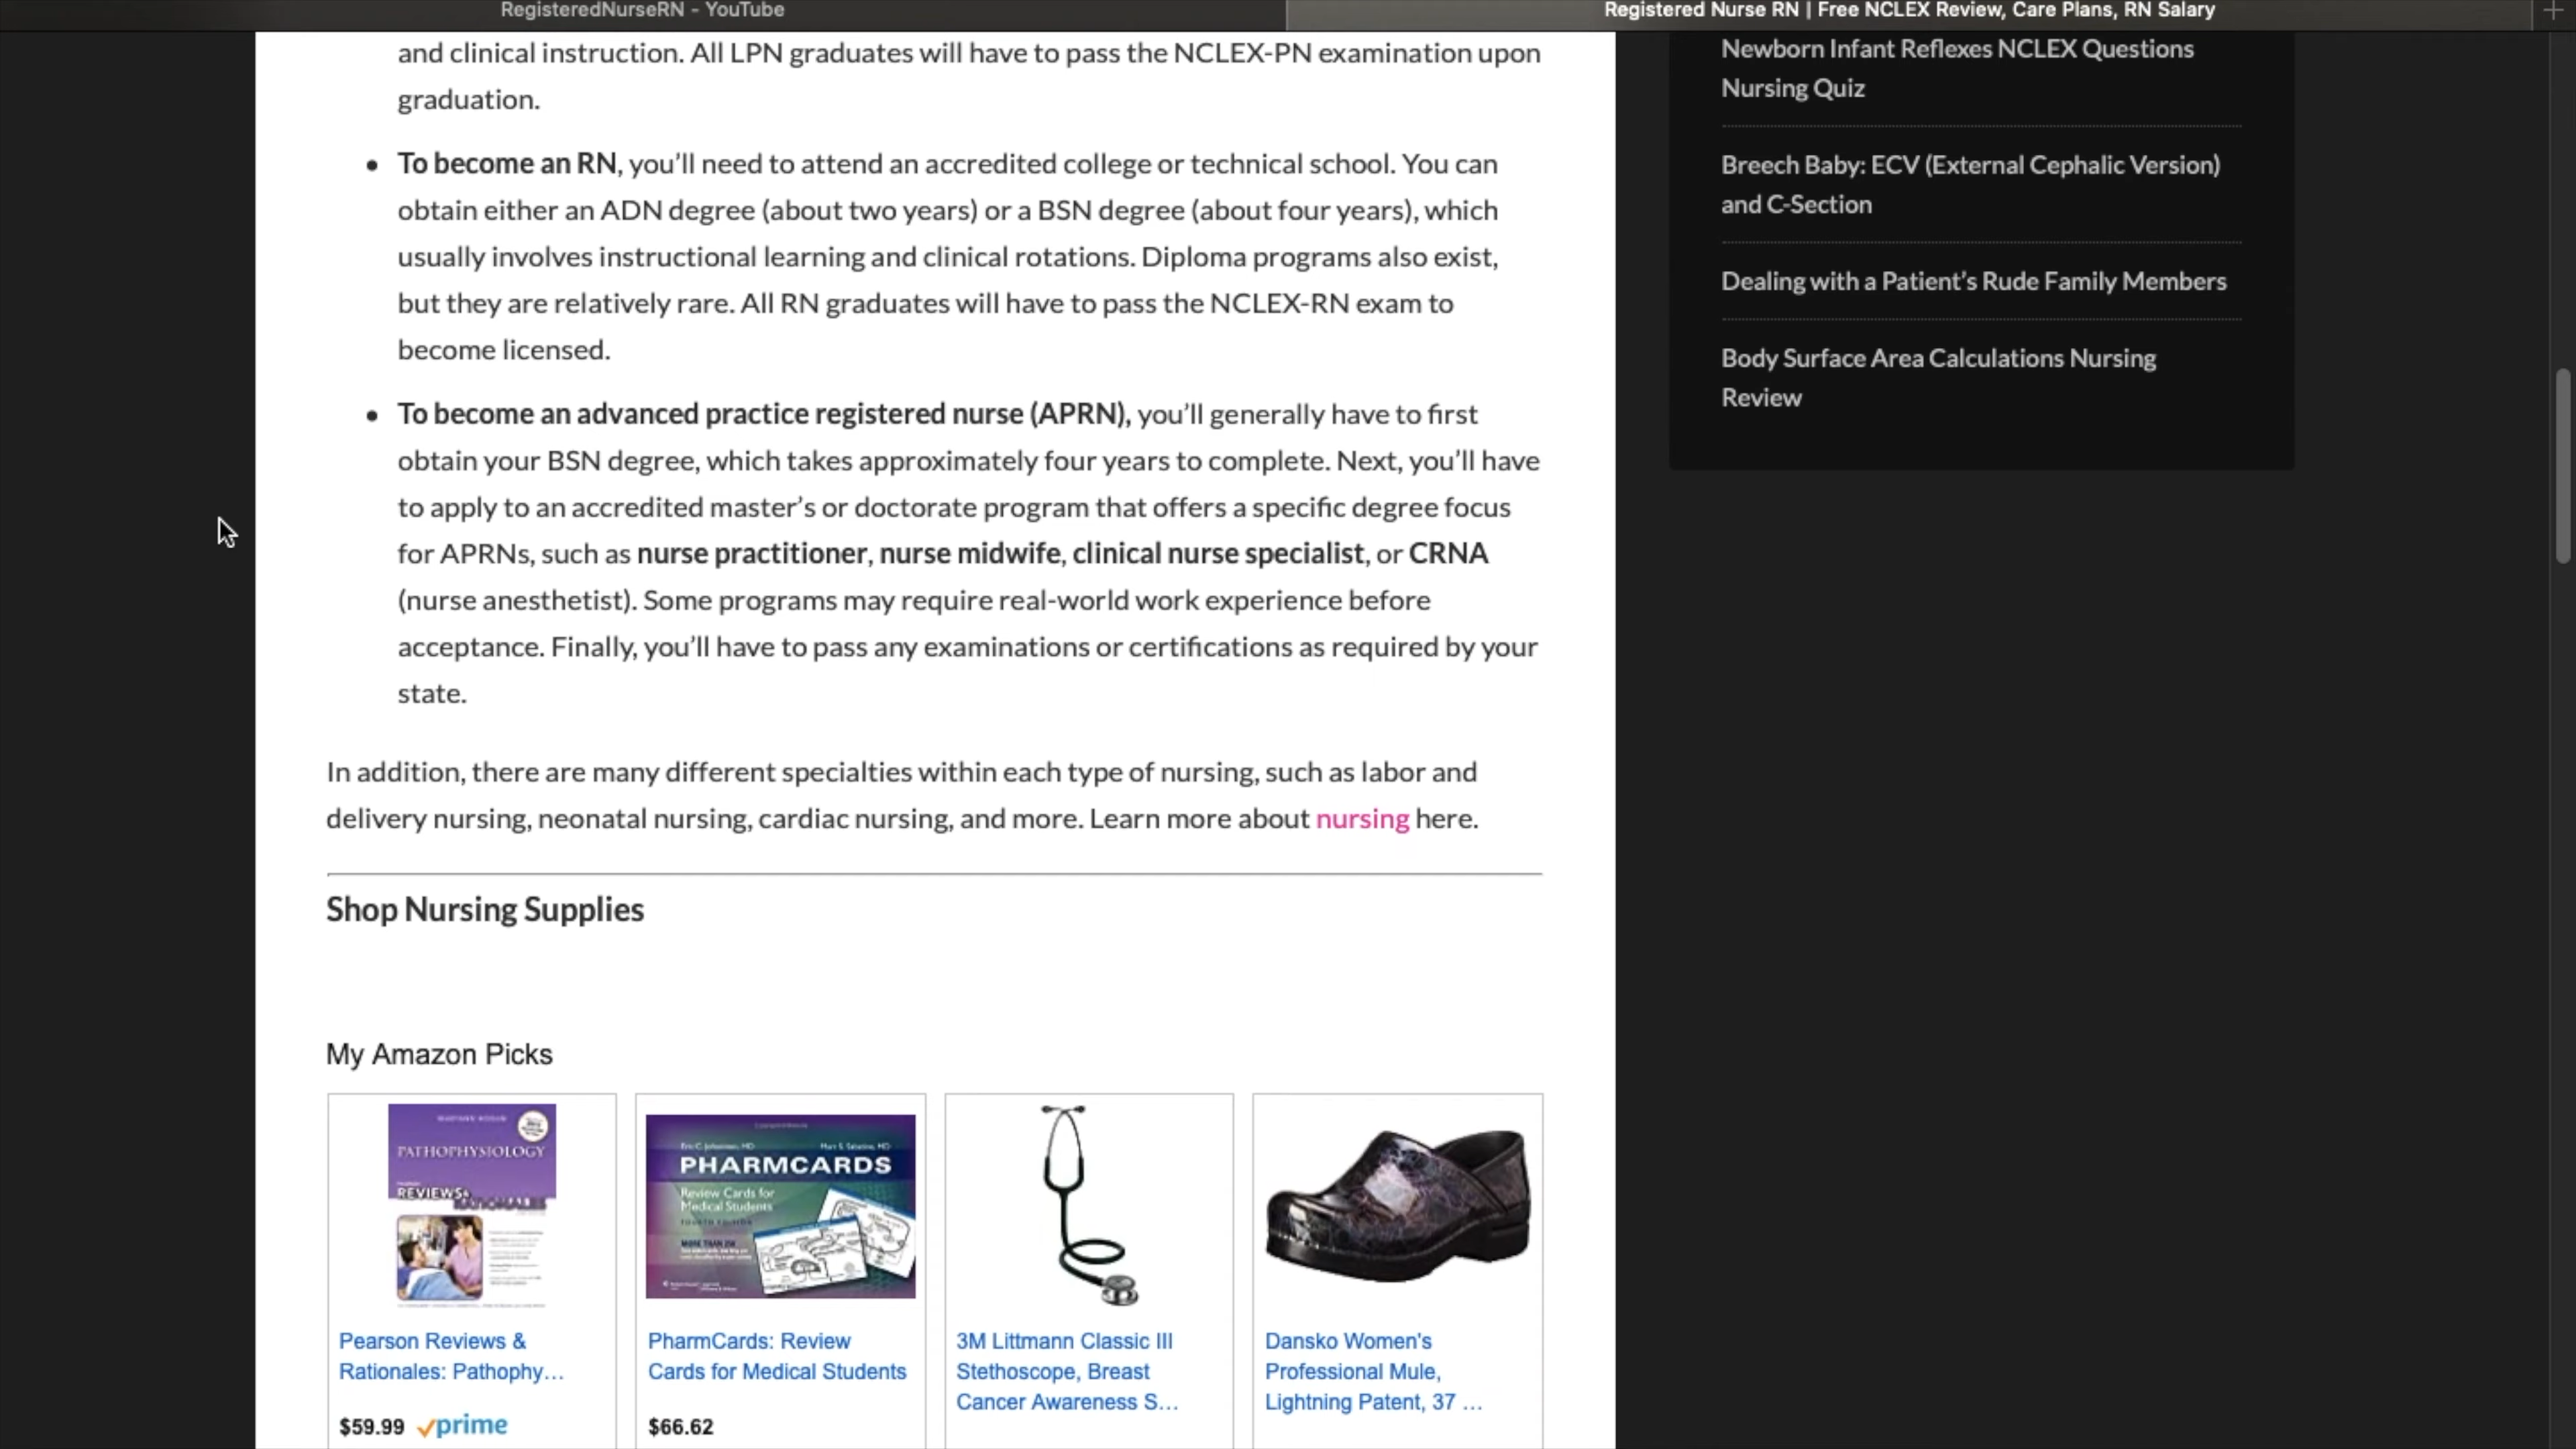 RegisteredNurseRN - YouTube
Registered Nurse RN | Free NCLEX Review, Care Plans, RN Salary
and clinical instruction. All LPN graduates will have to pass the NCLEX-PN examination upon
graduation.
• To become an RN, you’ll need to attend an accredited college or technical school. You can
obtain either an ADN degree (about two years) or a BSN degree (about four years), which
usually involves instructional learning and clinical rotations. Diploma programs also exist,
but they are relatively rare. All RN graduates will have to pass the NCLEX-RN exam to
become licensed.
• To become an advanced practice registered nurse (APRN), you’ll generally have to first
obtain your BSN degree, which takes approximately four years to complete. Next, you’ll have
to apply to an accredited master’s or doctorate program that offers a specific degree focus
for APRNs, such as nurse practitioner, nurse midwife, clinical nurse specialist, or CRNA
(nurse anesthetist). Some programs may require real-world work experience before
acceptance. Finally, you’ll have to pass any examinations or certifications as required by your
state.
In addition, there are many different specialties within each type of nursing, such as labor and
delivery nursing, neonatal nursing, cardiac nursing, and more. Learn more about nursing here.
Shop Nursing Supplies
My Amazon Picks
PATHOPHYSIOLOGY
REVIEWS &
RATIONALES
PHARMCARDS
Review Cards for
Medical Students
FOURTH EDITION
Pearson Reviews &
Rationales: Pathophy...
$59.99 prime
PharmCards: Review
Cards for Medical Students
$66.62
3M Littmann Classic III
Stethoscope, Breast
Cancer Awareness S...
Dansko Women's
Professional Mule,
Lightning Patent, 37 ...
Newborn Infant Reflexes NCLEX Questions
Nursing Quiz
Breech Baby: ECV (External Cephalic Version)
and C-Section
Dealing with a Patient’s Rude Family Members
Body Surface Area Calculations Nursing
Review